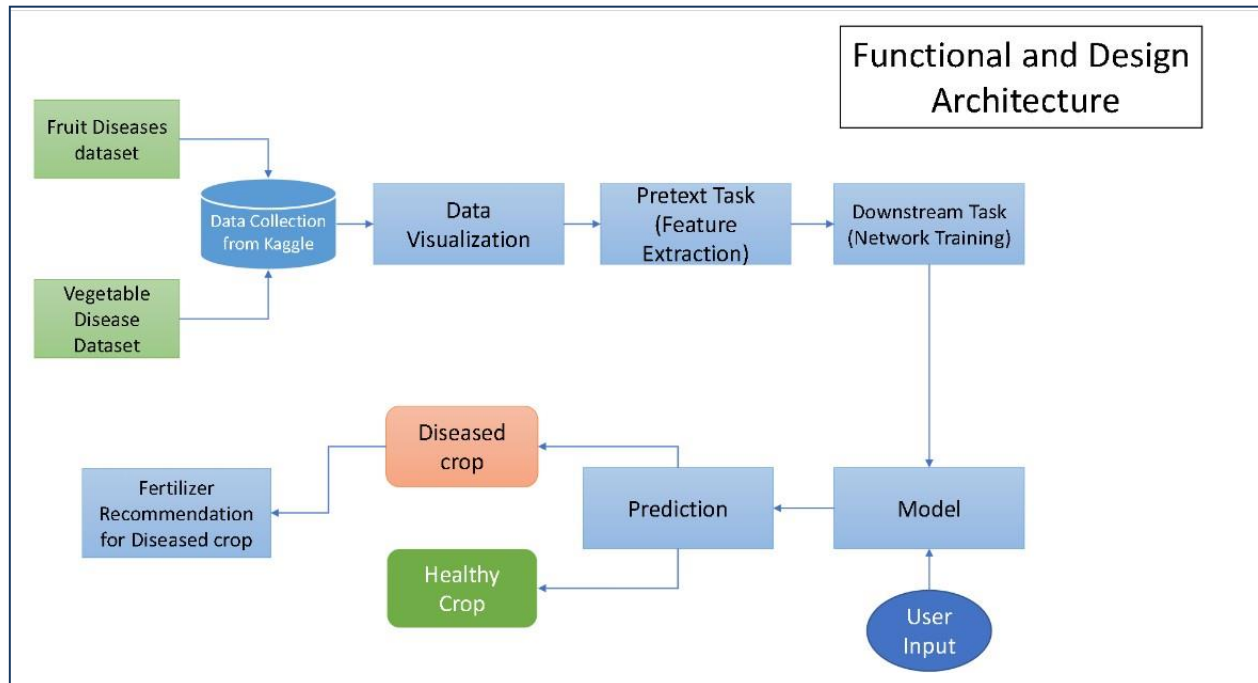 Functional and Design
Architecture
Fruit Diseases
dataset
Data Collection
from Kaggle
Vegetable
Disease
Dataset
Data
Visualization
Pretext Task
(Feature
Extraction)
Downstream Task
(Network Training)
Diseased
crop
Fertilizer
Recommendation
for Diseased crop
Prediction
Model
Healthy
Crop
User
Input